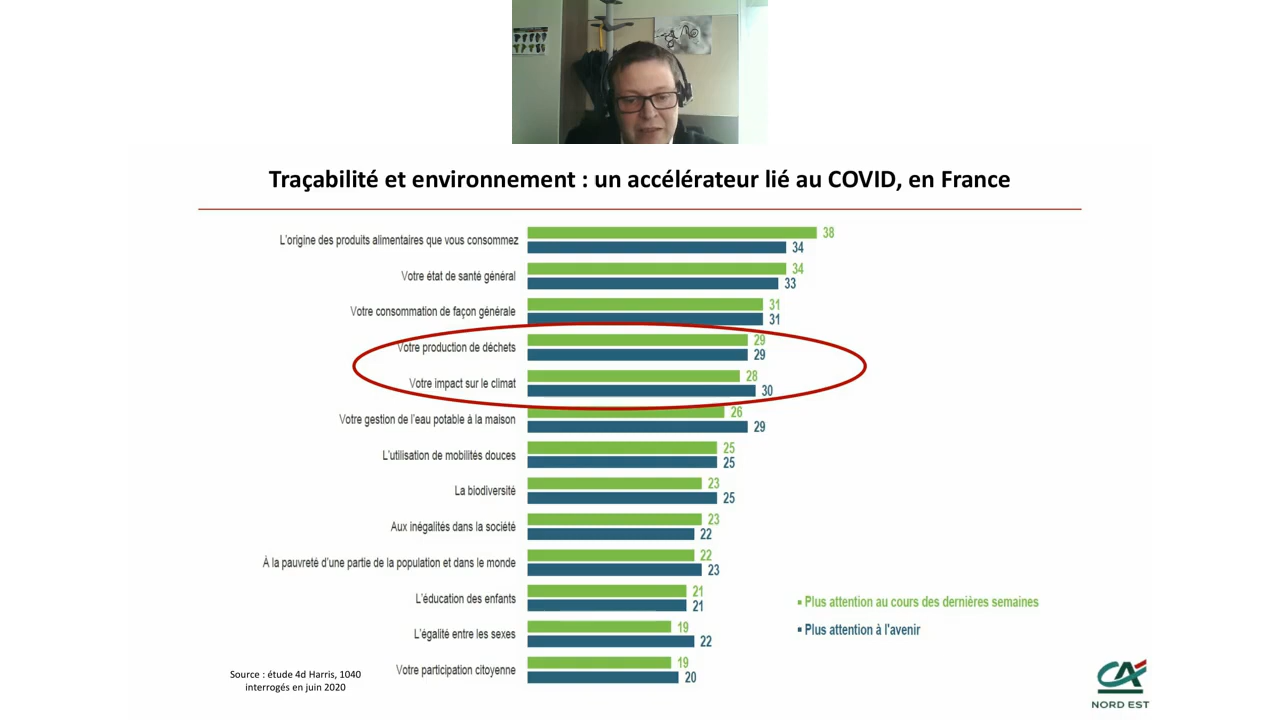 Traçabilité et environnement : un accélérateur lié au COVID, en France
L'origine des produits alimentaires que vous consommez
38
34
Votre état de santé général
34
33
Votre consommation de façon générale
31
31
Votre production de déchets
29
29
Votre impact sur le climat
28
30
Votre gestion de l'eau potable à la maison
26
29
L'utilisation de mobilités douces
25
25
La biodiversité
23
25
Aux inégalités dans la société
23
22
À la pauvreté d'une partie de la population et dans le monde
22
23
L'éducation des enfants
21
21
L'égalité entre les sexes
19
22
Votre participation citoyenne
19
20
Plus attention au cours des dernières semaines
Plus attention à l'avenir
Source : étude 4d Harris, 1040
interrogés en juin 2020
CA
NORD EST